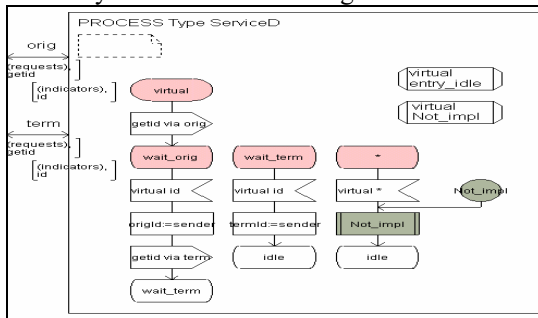 PROCESS Type ServiceD
orig
(requests),
getid
(indicators),
id
term
(requests),
getid
(indicators),
id
virtual
entry_idle
virtual
Not_impl
virtual
getid via orig
wait_orig
wait_term
*
virtual id
virtual id
virtual *
Not_impl
origId:=sender
termId:=sender
Not_impl
getid via term
idle
idle
wait_term